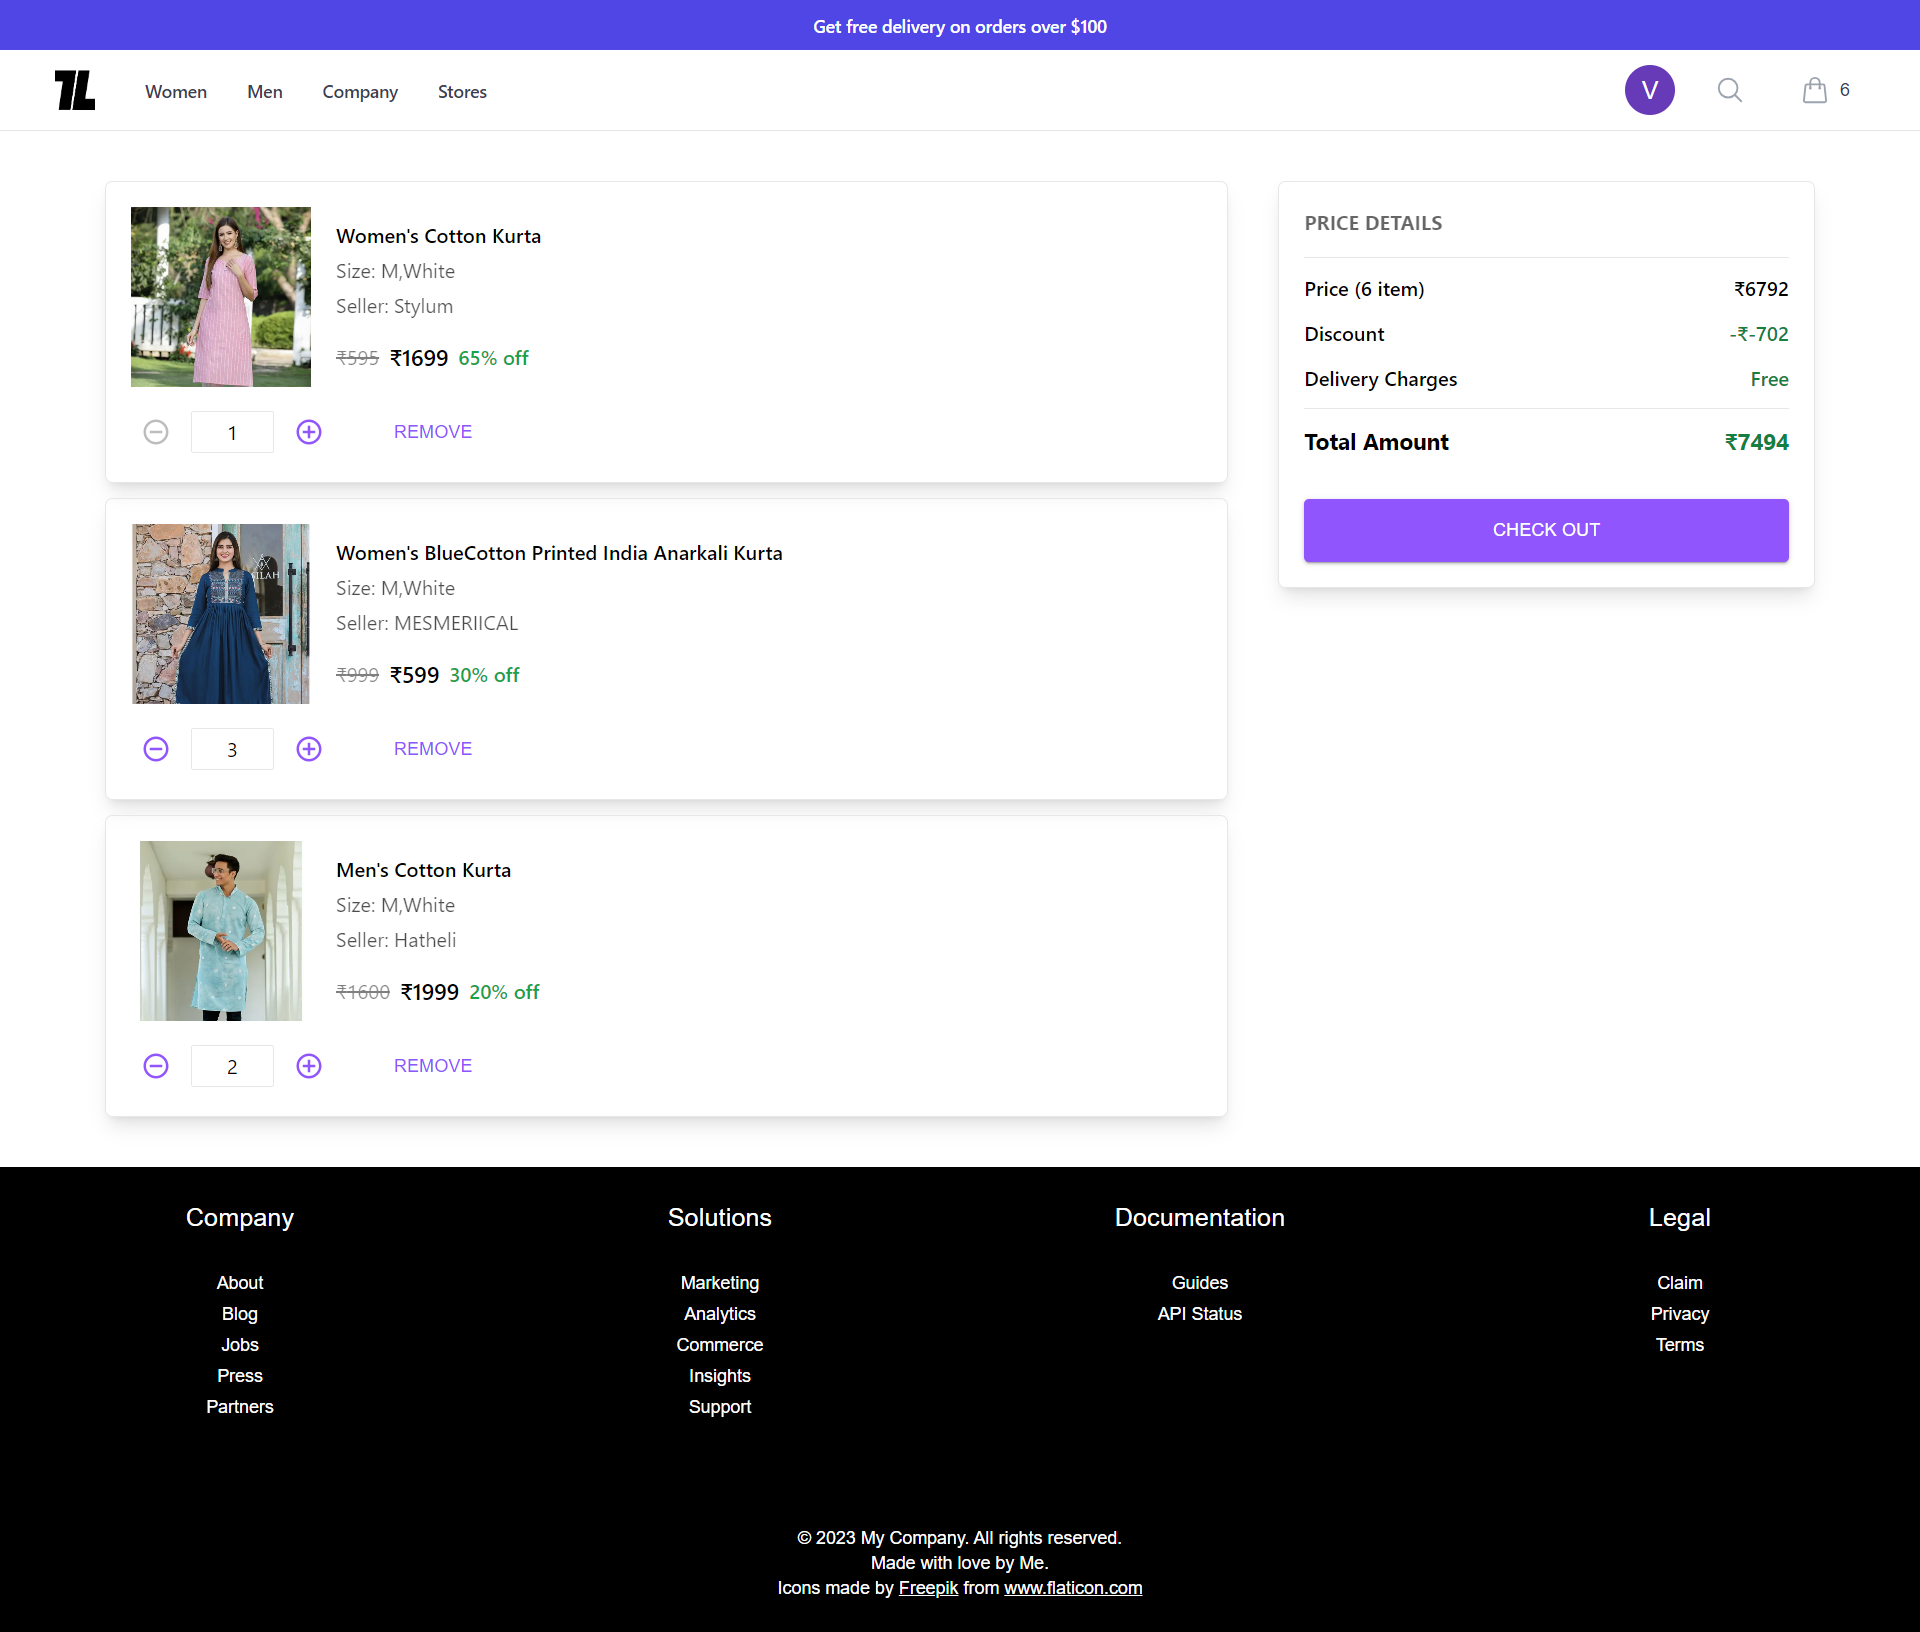 Get free delivery on orders over $100
Women Men Company Stores
V
6
Women's Cotton Kurta
Size: M,White
Seller: Stylum
₹595 ₹1699 65% off
1 REMOVE
Women's BlueCotton Printed India Anarkali Kurta
Size: M,White
Seller: MESMERIICAL
₹999 ₹599 30% off
3 REMOVE
Men's Cotton Kurta
Size: M,White
Seller: Hatheli
₹1600 ₹1999 20% off
2 REMOVE
PRICE DETAILS
Price (6 item) ₹6792
Discount -₹-702
Delivery Charges Free
Total Amount ₹7494
CHECK OUT
Company
About
Blog
Jobs
Press
Partners
Solutions
Marketing
Analytics
Commerce
Insights
Support
Documentation
Guides
API Status
Legal
Claim
Privacy
Terms
© 2023 My Company. All rights reserved.
Made with love by Me.
Icons made by Freepik from www.flaticon.com